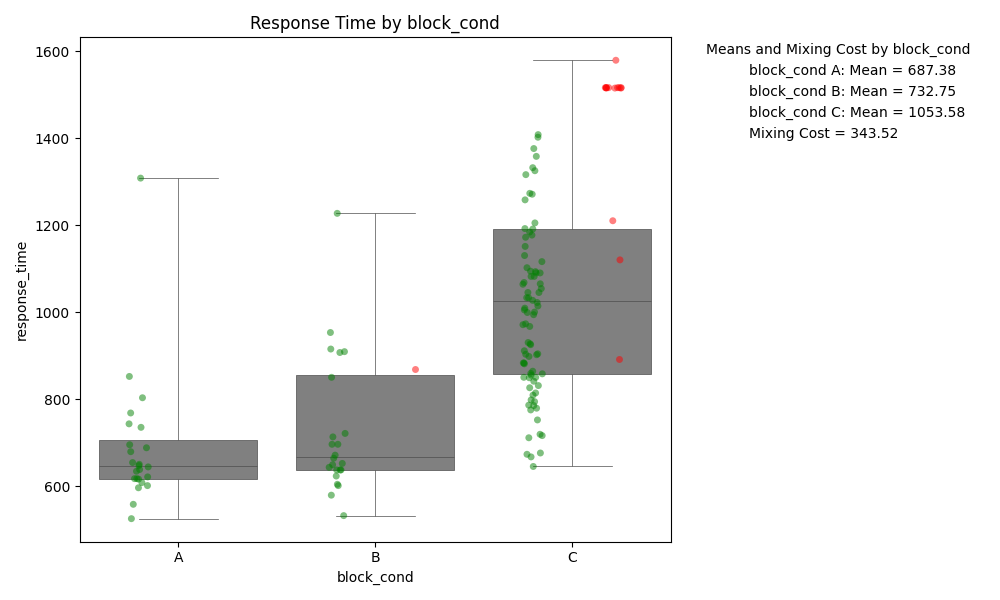 Response Time by block_cond
Means and Mixing Cost by block_cond
block_cond A: Mean = 687.38
block_cond B: Mean = 732.75
block_cond C: Mean = 1053.58
Mixing Cost = 343.52
response_time
1600
1400
1200
1000
800
600
A
B
C
block_cond